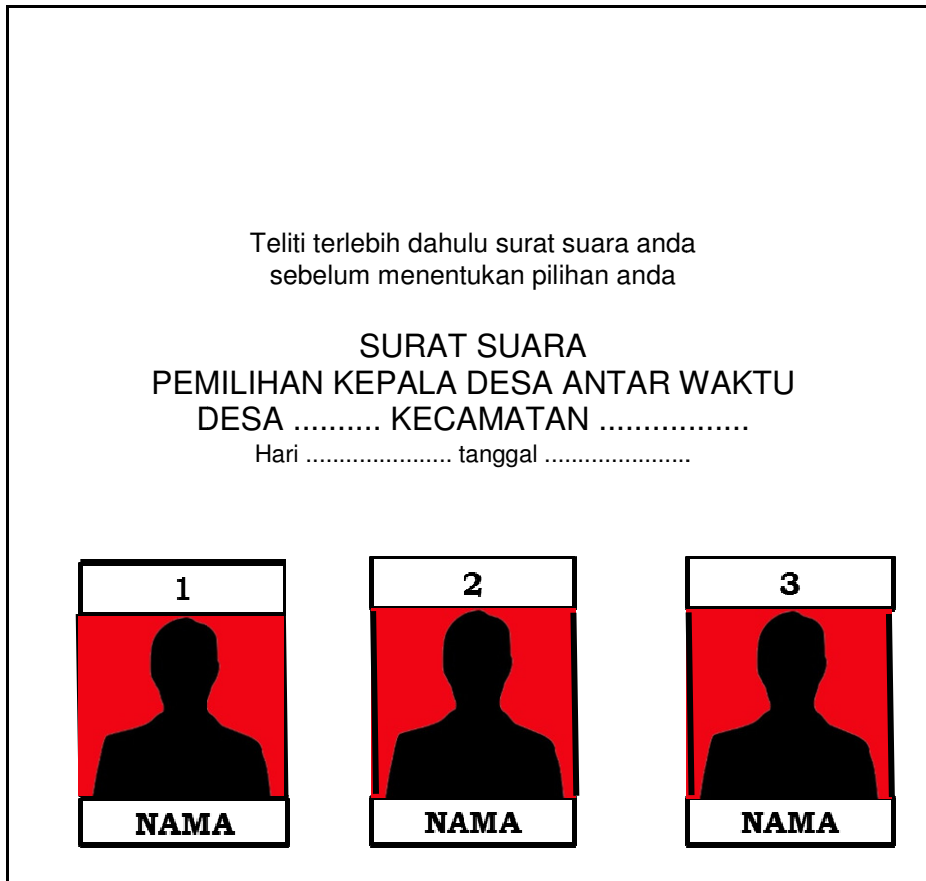 Teliti terlebih dahulu surat suara anda
sebelum menentukan pilihan anda
SURAT SUARA
PEMILIHAN KEPALA DESA ANTAR WAKTU
DESA .......... KECAMATAN .................
Hari ...................... tanggal ......................
1 2 3
NAMA NAMA NAMA